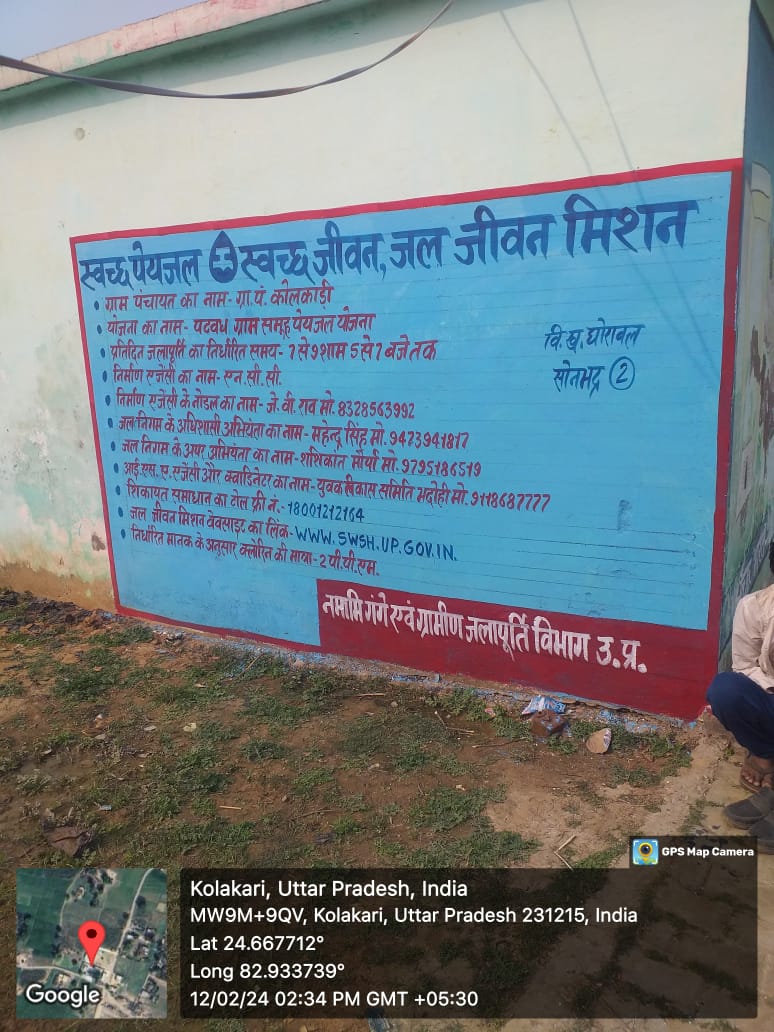 स्वच्छ पेयजल स्वच्छ जीवन, जल जीवन मिशन
• ग्राम पंचायत का नाम- ग्रा.पं. कोलकाड़ी
• योजना का नाम- पटवध ग्राम समूह पेयजल योजना
• प्रतिदिन जलापूर्ति का निर्धारित समय- 7 से 9 शाम 5 से 7 बजे तक
वि.ख. घोरावल
सोनभद्र 2
• निर्माण एजेंसी का नाम- एन.सी.सी.
• निर्माण एजेंसी के नोडल का नाम- जे.वी. राव मो. 8328563992
• जल निगम के अधिशासी अभियंता का नाम- महेन्द्र सिंह मो. 9473941817
• जल निगम के अपर अभियंता का नाम- शशिकांत मौर्या मो. 9795186519
• आई.एस.ए. एजेंसी और क्वाडिनेटर का नाम- युवक विकास समिति भदोही मो. 9118687777
• शिकायत समाधान का टोल फ्री नं.- 18001212164
• जल जीवन मिशन वेबसाइट का लिंक- WWW.SWSH.UP.GOV.IN.
• निर्धारित मानक के अनुसार क्लोरिन की मात्रा- 2 पी.पी.एम.
नमामि गंगे एवं ग्रामीण जलापूर्ति विभाग उ.प्र.
GPS Map Camera
Kolakari, Uttar Pradesh, India
MW9M+9QV, Kolakari, Uttar Pradesh 231215, India
Lat 24.667712°
Long 82.933739°
12/02/24 02:34 PM GMT +05:30
Google